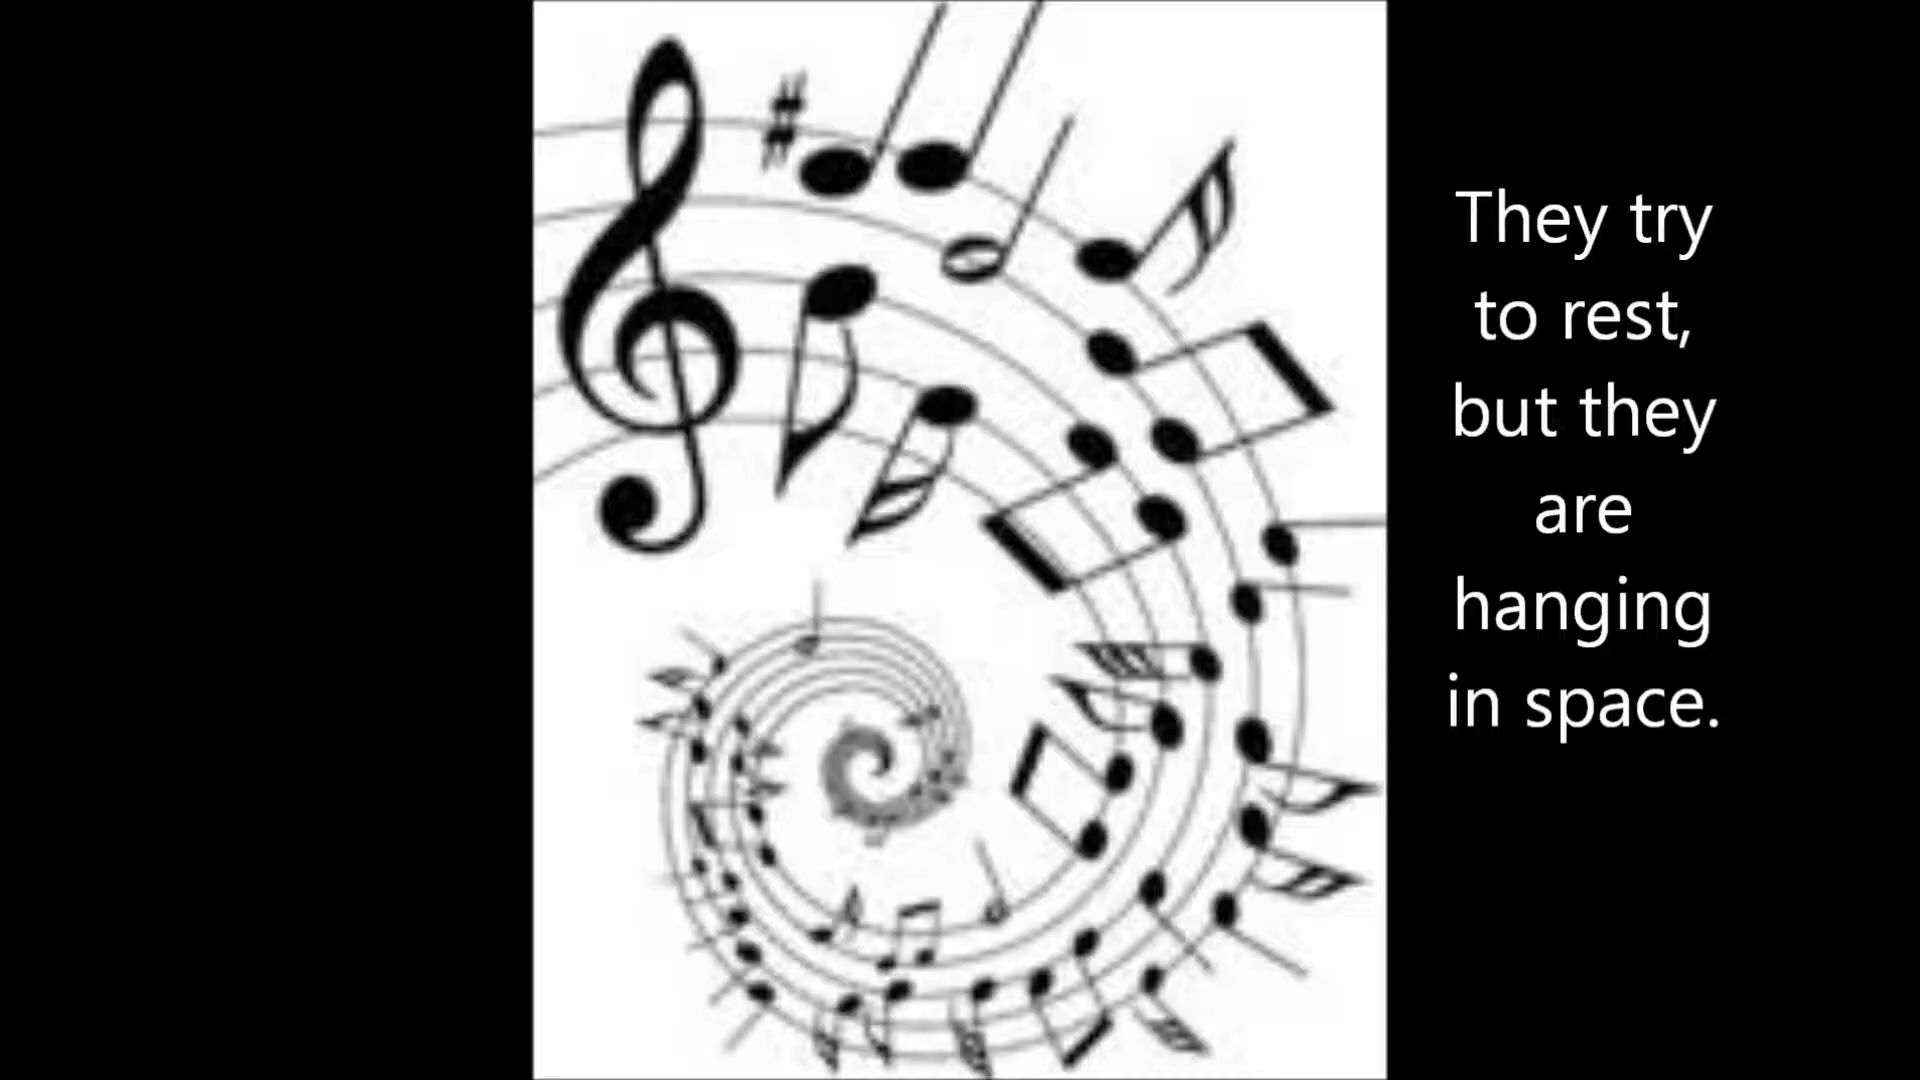 They try
to rest,
but they
are
hanging
in space.